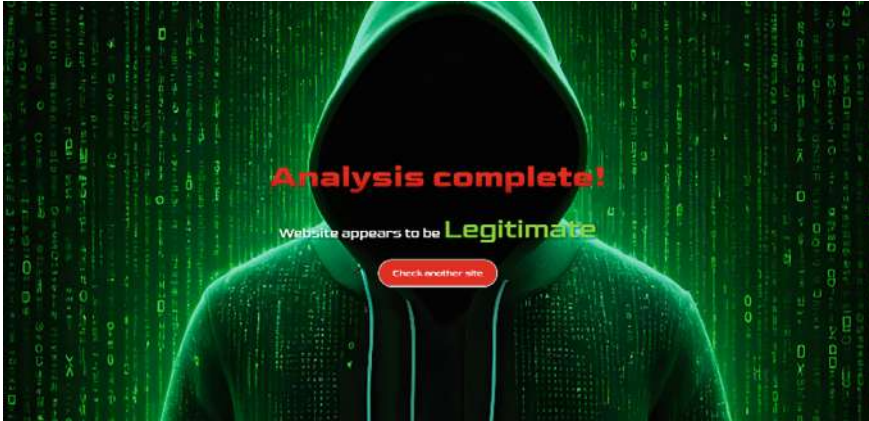 Analysis complete!
Website appears to be Legitimate
Check another site